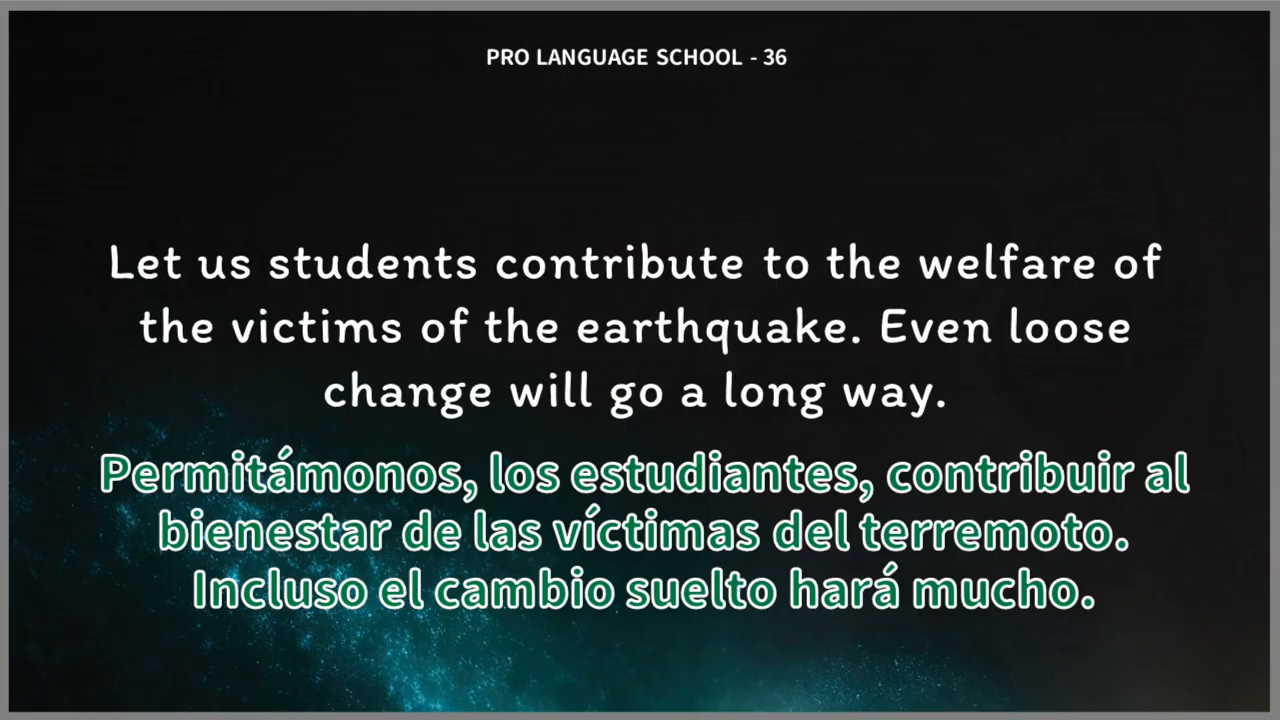 PRO LANGUAGE SCHOOL - 36
Let us students contribute to the welfare of
the victims of the earthquake. Even loose
change will go a long way.
Permitámonos, los estudiantes, contribuir al
bienestar de las víctimas del terremoto.
Incluso el cambio suelto hará mucho.